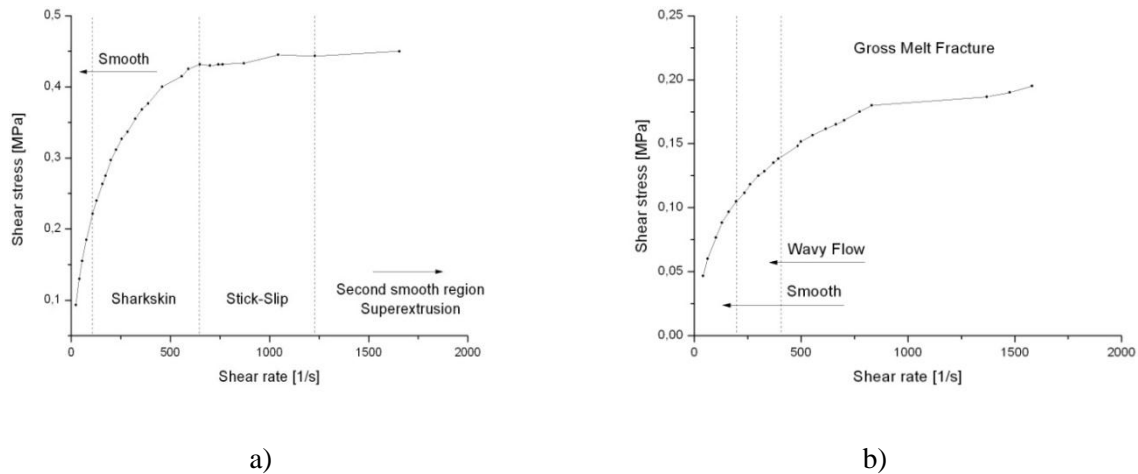 0,5
0,4
0,3
0,2
0,1
Shear stress [MPa]
Smooth
Sharkskin
Stick-Slip
Second smooth region
Superextrusion
0
500
1000
1500
2000
Shear rate [1/s]
a)
0,25
0,20
0,15
0,10
0,05
0,00
Shear stress [MPa]
Gross Melt Fracture
Wavy Flow
Smooth
0
500
1000
1500
2000
Shear rate [1/s]
b)